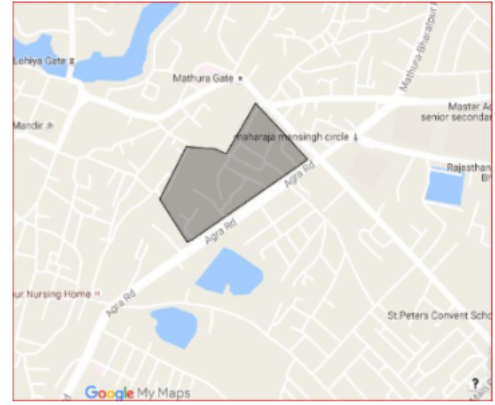 Lohiya Gate
Mathura-Bharatpur
Mathura Gate
Master
senior secondar
Mandir
maharaja mansingh circle
Rajasthan
Agra Rd
Agra Rd
ur Nursing Home
Agra Rd
St.Peters Convent Scho
?
Google My Maps